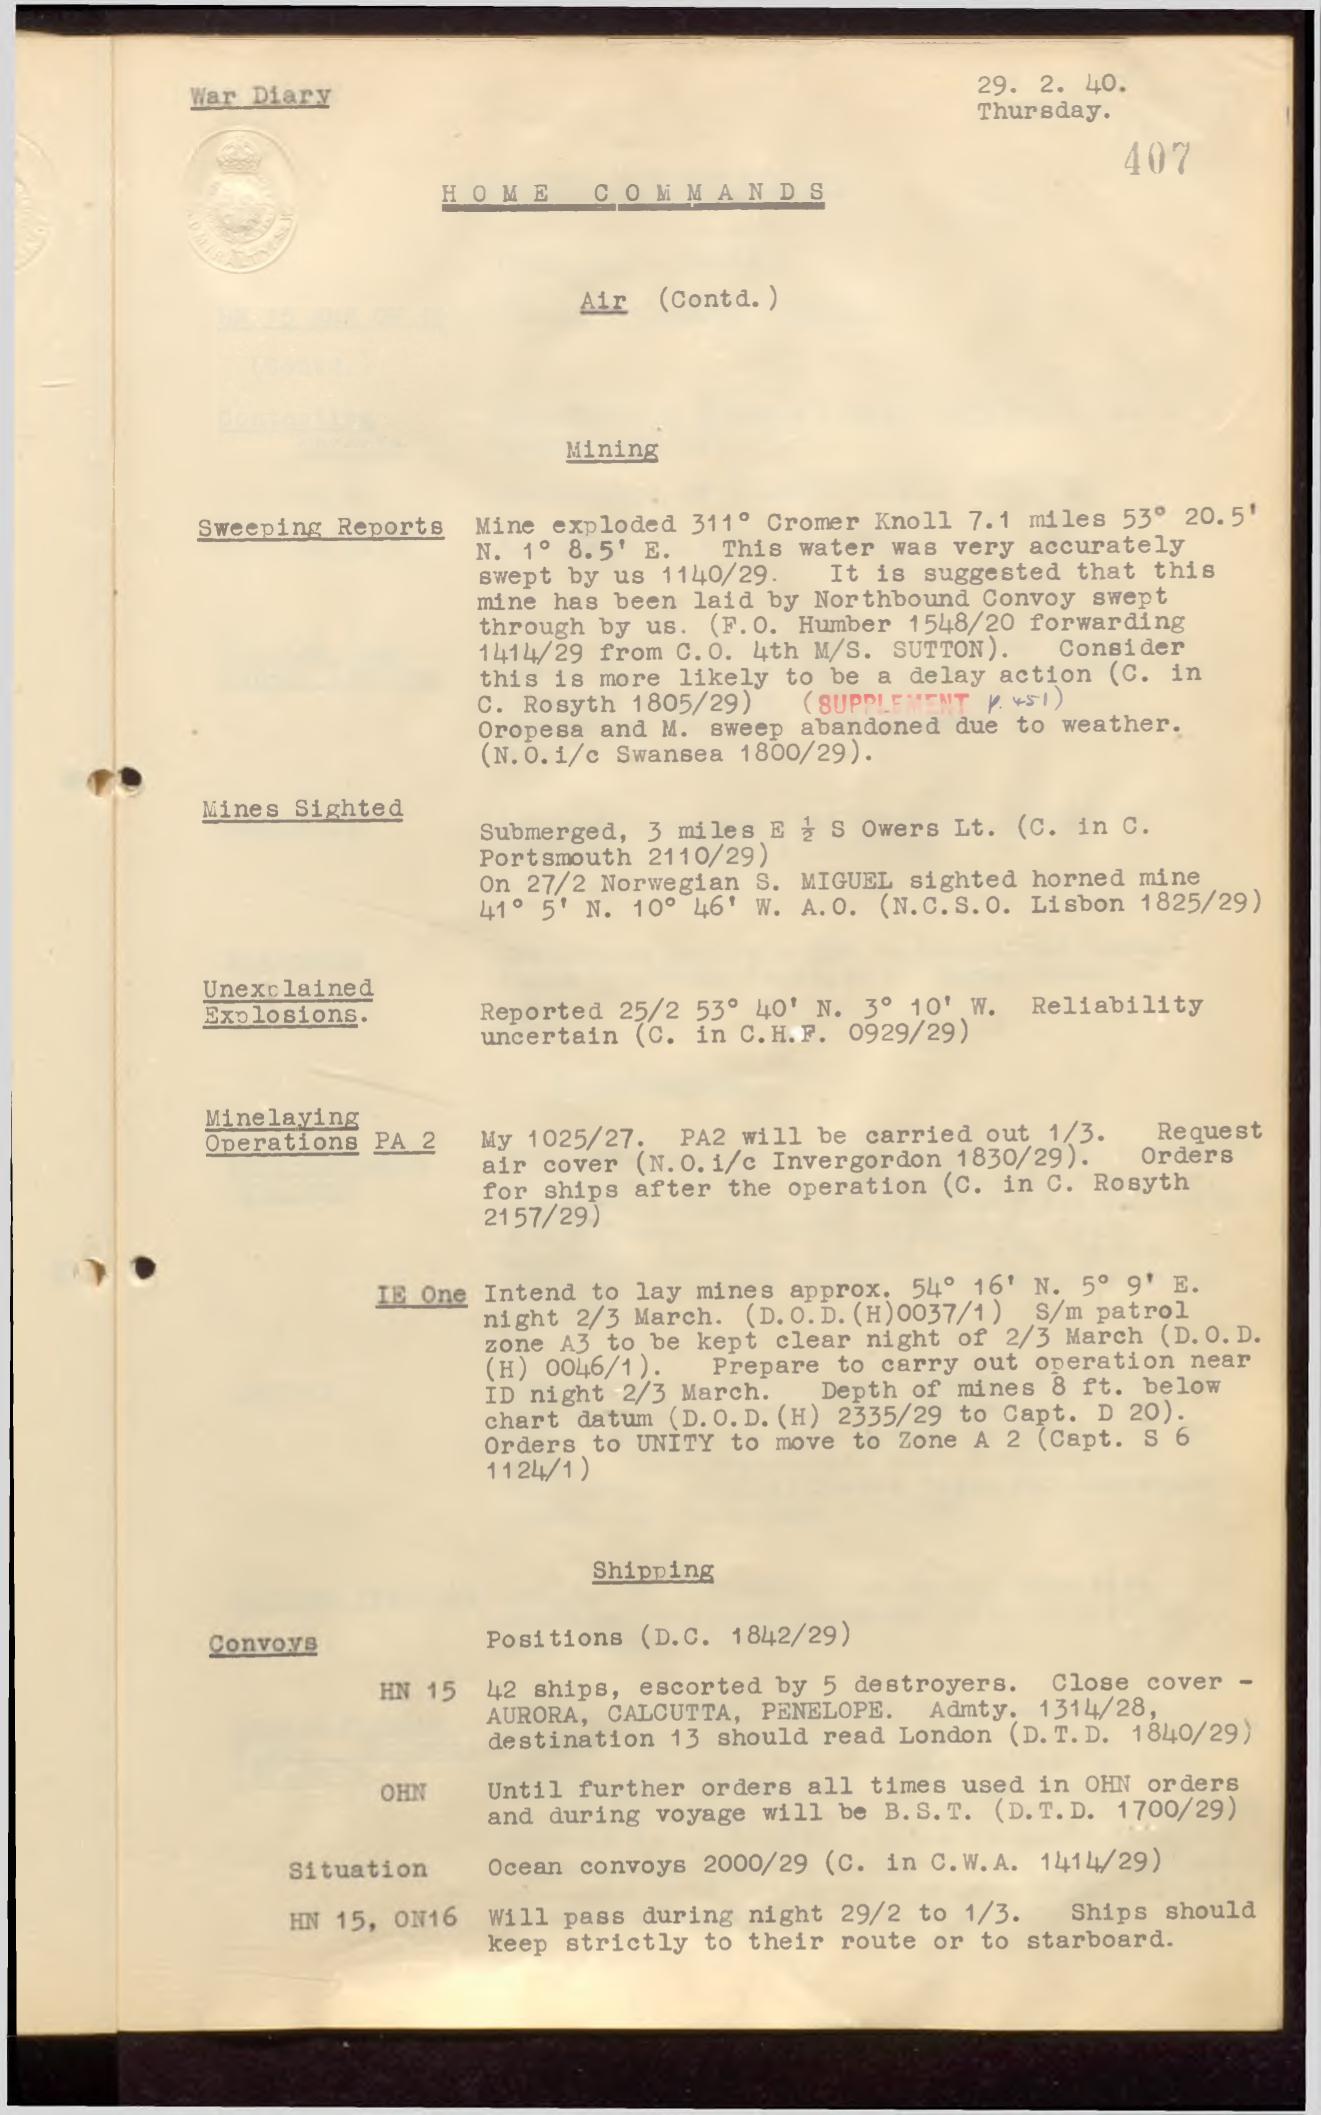 War Diary
29. 2. 40.
Thursday.
407
HOME COMMANDS
Air (Contd.)
Mining
Sweeping Reports
Mine exploded 311° Cromer Knoll 7.1 miles 53° 20.5'
N. 1° 8.5' E. This water was very accurately
swept by us 1140/29. It is suggested that this
mine has been laid by Northbound Convoy swept
through by us. (F.O. Humber 1548/20 forwarding
1414/29 from C.O. 4th M/S. SUTTON). Consider
this is more likely to be a delay action (C. in
C. Rosyth 1805/29) (SUPPLEMENT p. 451)
Oropesa and M. sweep abandoned due to weather.
(N.O.i/c Swansea 1800/29).
Mines Sighted
Submerged, 3 miles E ½ S Owers Lt. (C. in C.
Portsmouth 2110/29)
On 27/2 Norwegian S. MIGUEL sighted horned mine
41° 5' N. 10° 46' W. A.O. (N.C.S.O. Lisbon 1825/29)
Unexplained
Explosions.
Reported 25/2 53° 40' N. 3° 10' W. Reliability
uncertain (C. in C.H.F. 0929/29)
Minelaying
Operations PA 2
My 1025/27. PA2 will be carried out 1/3. Request
air cover (N.O.i/c Invergordon 1830/29). Orders
for ships after the operation (C. in C. Rosyth
2157/29)
IE One
Intend to lay mines approx. 54° 16' N. 5° 9' E.
night 2/3 March. (D.O.D.(H)0037/1) S/m patrol
zone A3 to be kept clear night of 2/3 March (D.O.D.
(H) 0046/1). Prepare to carry out operation near
ID night 2/3 March. Depth of mines 8 ft. below
chart datum (D.O.D.(H) 2335/29 to Capt. D 20).
Orders to UNITY to move to Zone A 2 (Capt. S 6
1124/1)
Shipping
Convoys
Positions (D.C. 1842/29)
HN 15
42 ships, escorted by 5 destroyers. Close cover -
AURORA, CALCUTTA, PENELOPE. Admty. 1314/28,
destination 13 should read London (D.T.D. 1840/29)
OHN
Until further orders all times used in OHN orders
and during voyage will be B.S.T. (D.T.D. 1700/29)
Situation
Ocean convoys 2000/29 (C. in C.W.A. 1414/29)
HN 15, ON16
Will pass during night 29/2 to 1/3. Ships should
keep strictly to their route or to starboard.